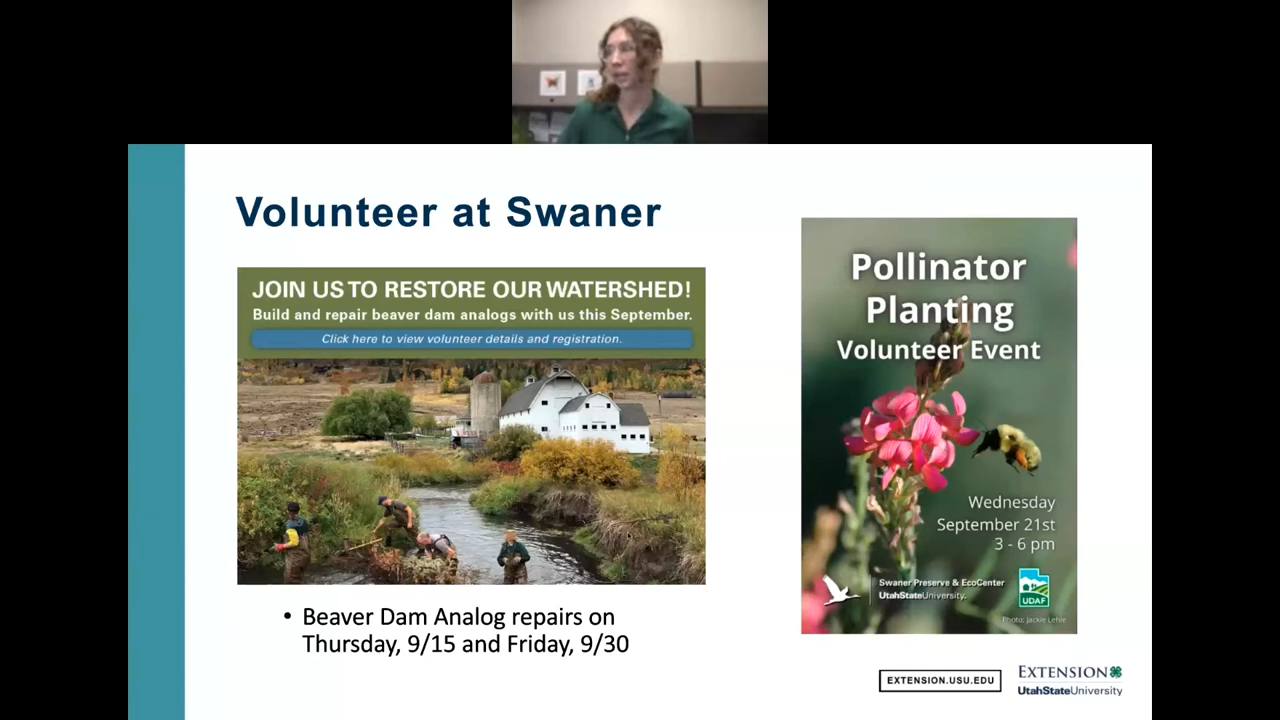 Volunteer at Swaner
JOIN US TO RESTORE OUR WATERSHED!
Build and repair beaver dam analogs with us this September.
Click here to view volunteer details and registration.
• Beaver Dam Analog repairs on
Thursday, 9/15 and Friday, 9/30
Pollinator
Planting
Volunteer Event
Wednesday
September 21st
3 - 6 pm
Swaner Preserve & EcoCenter
UtahStateUniversity.
UDAF
Photo: Jackie Lehle
EXTENSION.USU.EDU
EXTENSION
UtahStateUniversity